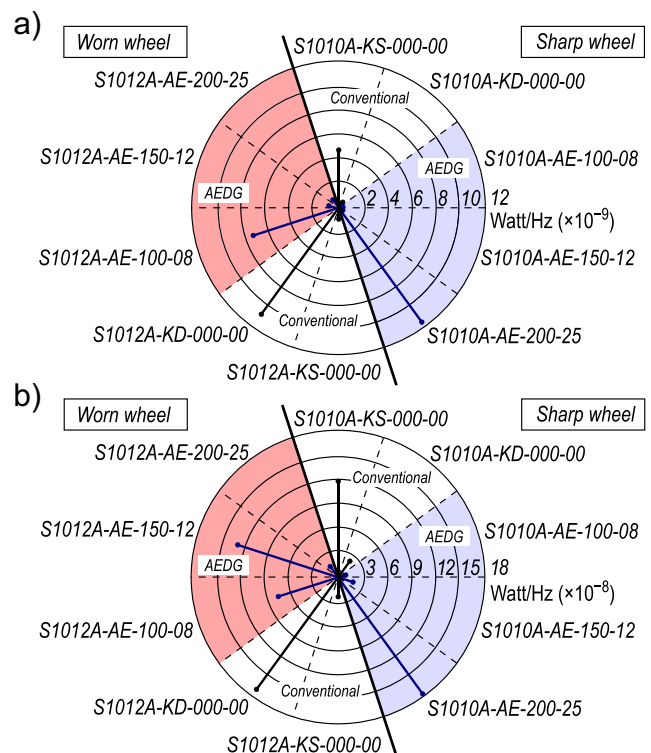 a)
Worn wheel
S1010A-KS-000-00
Sharp wheel
S1012A-AE-200-25
S1010A-KD-000-00
Conventional
S1012A-AE-150-12
S1010A-AE-100-08
AEDG
AEDG
2 4 6 8 10 12
Watt/Hz (×10⁻⁹)
S1012A-AE-100-08
S1010A-AE-150-12
S1012A-KD-000-00
Conventional
S1010A-AE-200-25
S1012A-KS-000-00
b)
Worn wheel
S1010A-KS-000-00
Sharp wheel
S1012A-AE-200-25
S1010A-KD-000-00
Conventional
S1012A-AE-150-12
S1010A-AE-100-08
AEDG
AEDG
3 6 9 12 15 18
Watt/Hz (×10⁻⁸)
S1012A-AE-100-08
S1010A-AE-150-12
S1012A-KD-000-00
Conventional
S1010A-AE-200-25
S1012A-KS-000-00